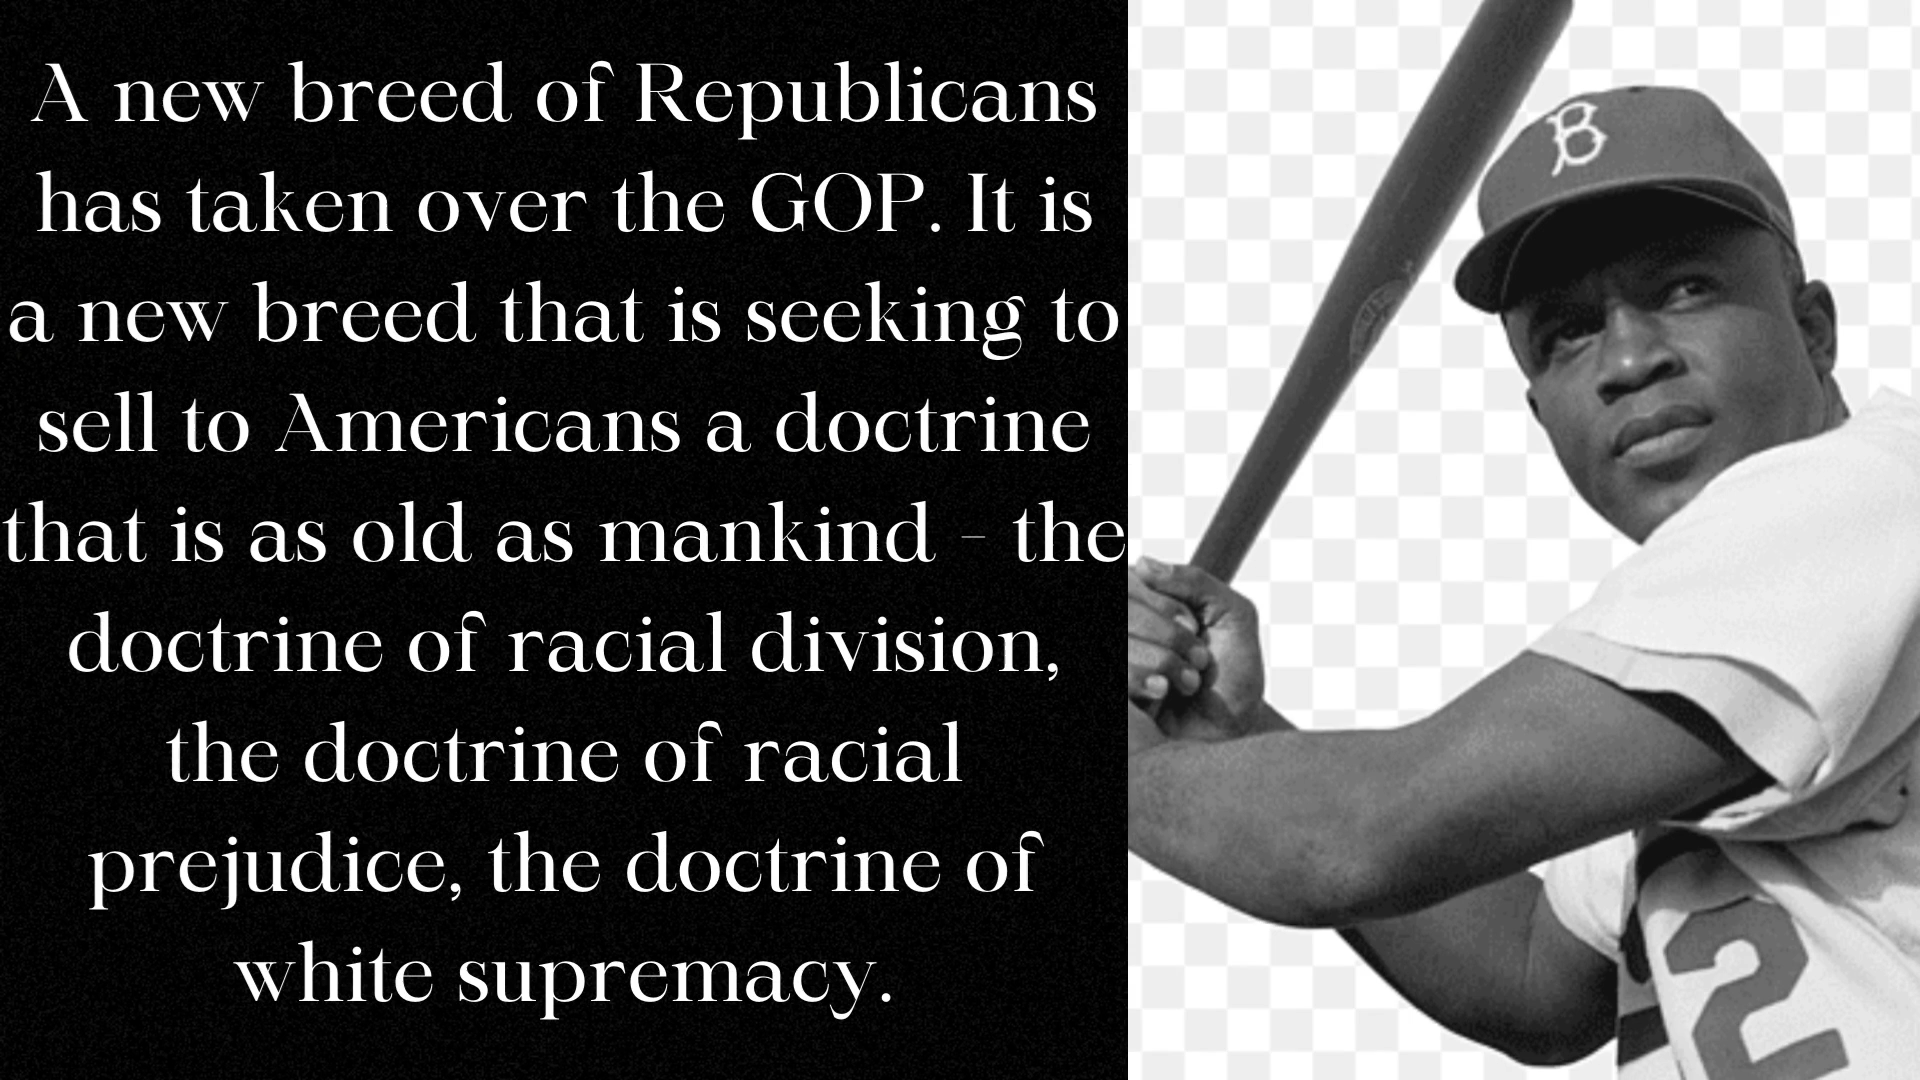 A new breed of Republicans
has taken over the GOP. It is
a new breed that is seeking to
sell to Americans a doctrine
that is as old as mankind – the
doctrine of racial division,
the doctrine of racial
prejudice, the doctrine of
white supremacy.
B
2